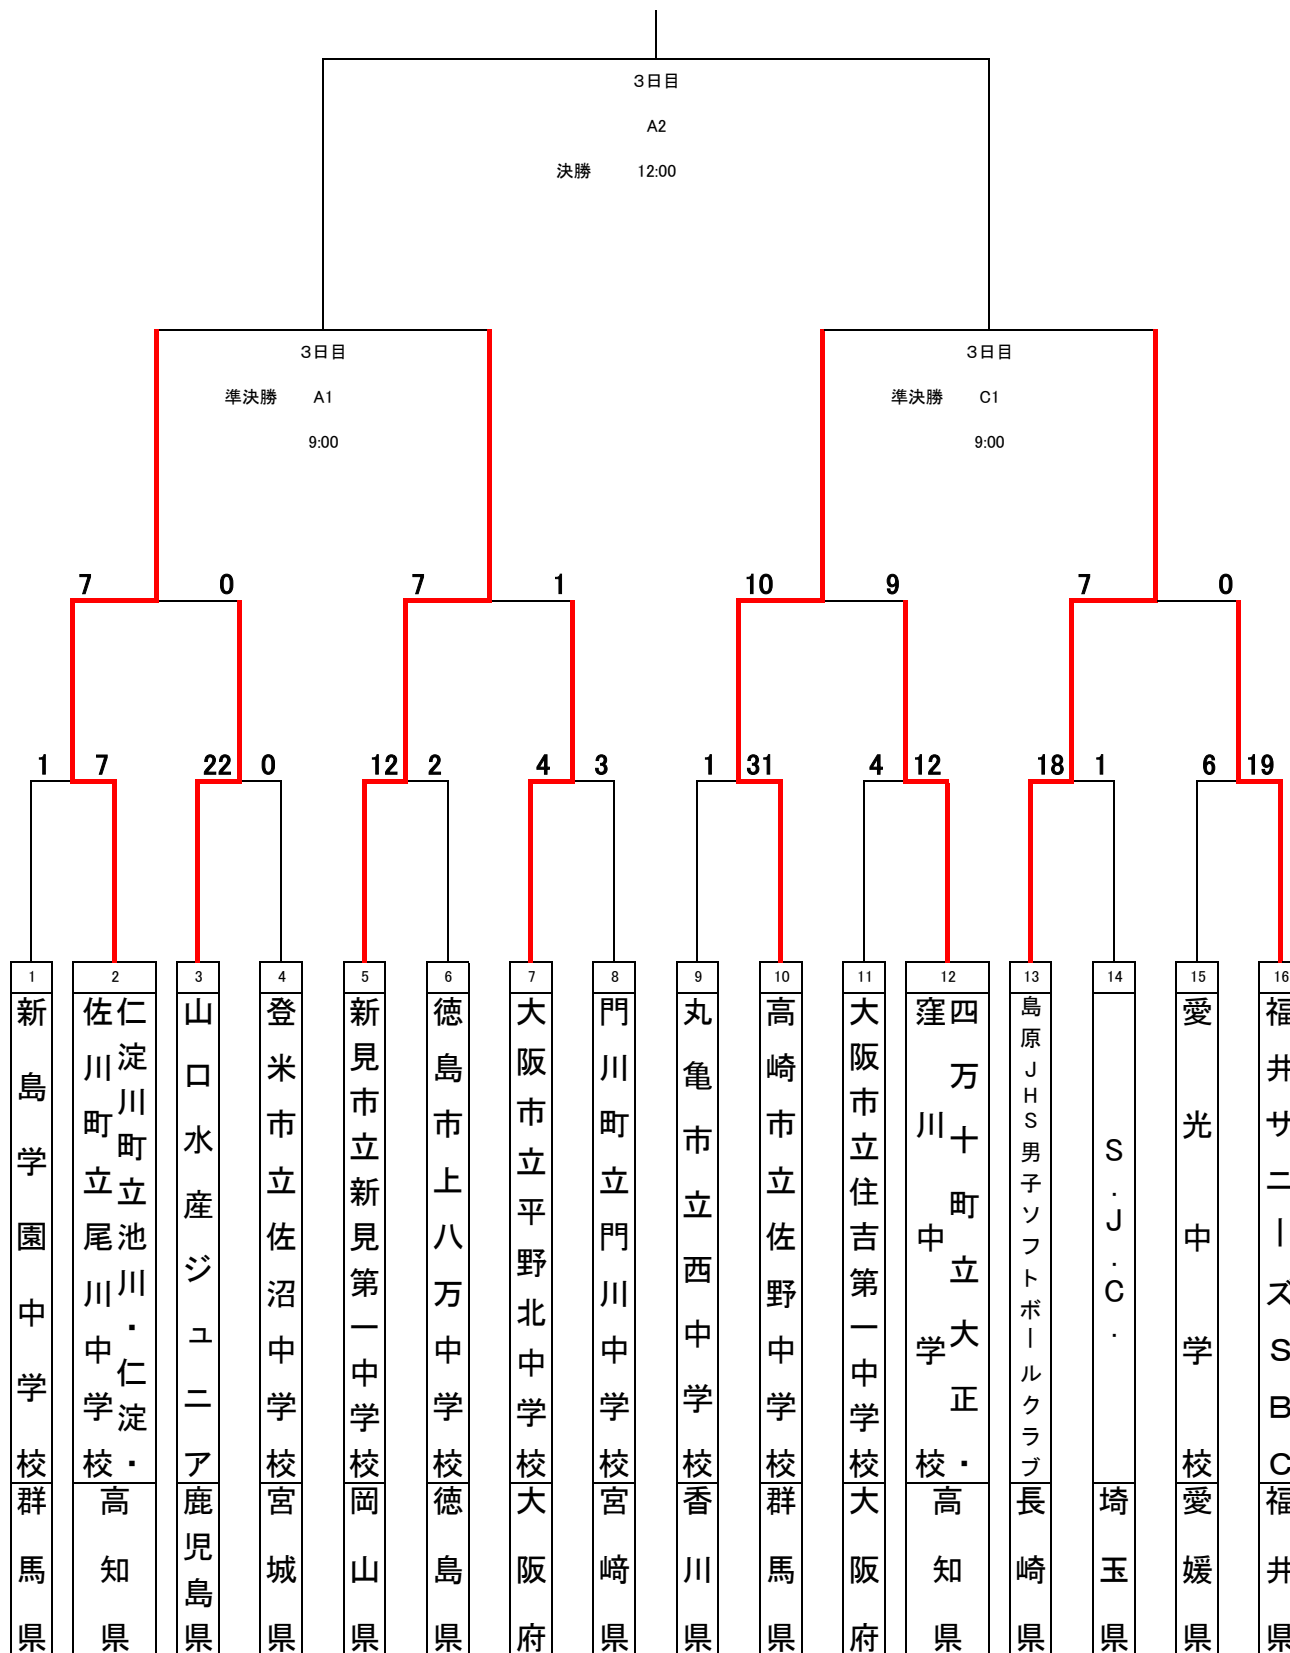 3日目
A2
決勝 12:00
3日目
準決勝 A1
9:00
3日目
準決勝 C1
9:00
7 0 7 1 10 9 7 0
1 7 22 0 12 2 4 3 1 31 4 12 18 1 6 19
1 2 3 4 5 6 7 8 9 10 11 12 13 14 15 16
新島学園中学校
仁淀川町立池川・仁淀・
佐川町立尾川中学校
山口水産ジュニア
登米市立佐沼中学校
新見市立新見第一中学校
徳島市上八万中学校
大阪市立平野北中学校
門川町立門川中学校
丸亀市立西中学校
高崎市立佐野中学校
大阪市立住吉第一中学校
四万十町立大正・
窪川中学校
島原JHS男子ソフトボールクラブ
S.J.C.
愛光中学校
福井サニーズSBC
群馬県
高知県
鹿児島県
宮城県
岡山県
徳島県
大阪府
宮﨑県
香川県
群馬県
大阪府
高知県
長崎県
埼玉県
愛媛県
福井県